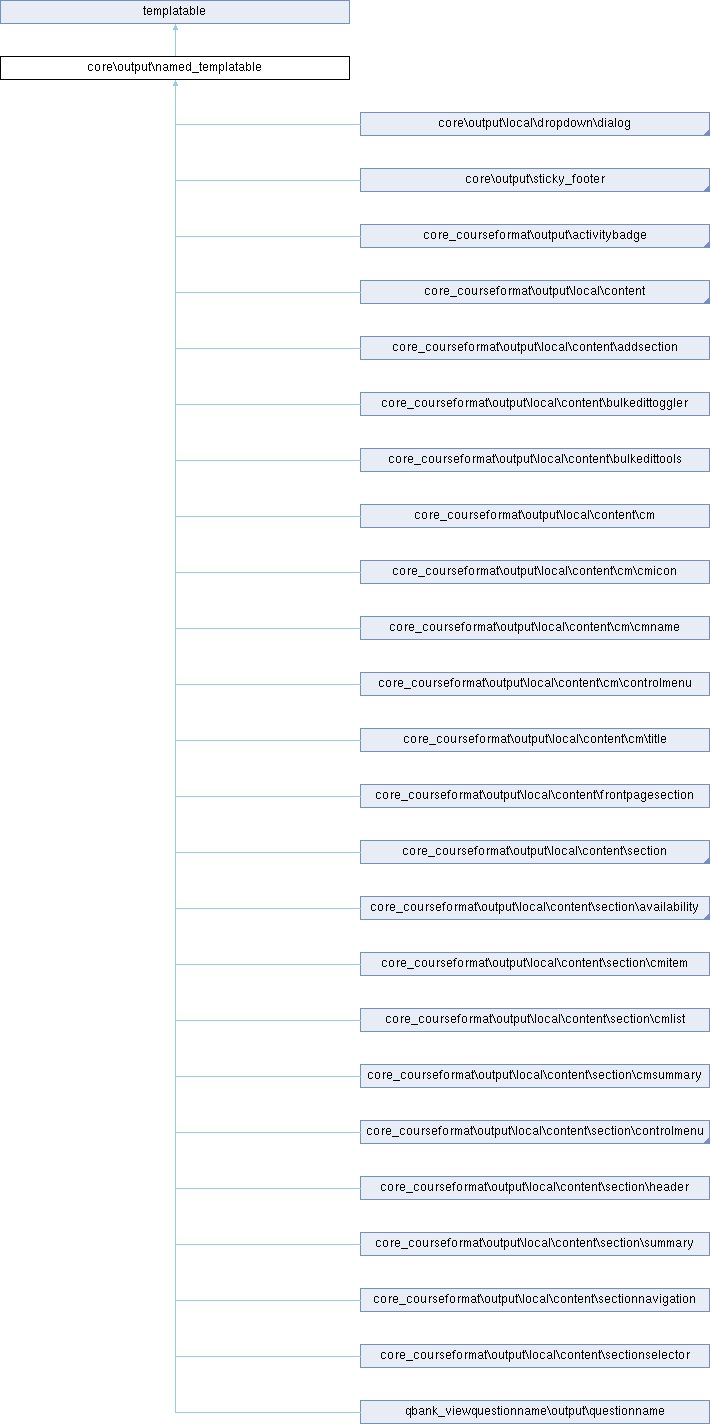 templatable
core\output\named_templatable
core\output\local\dropdown\dialog
core\output\sticky_footer
core_courseformat\output\activitybadge
core_courseformat\output\local\content
core_courseformat\output\local\content\addsection
core_courseformat\output\local\content\bulkedittoggler
core_courseformat\output\local\content\bulkedittools
core_courseformat\output\local\content\cm
core_courseformat\output\local\content\cm\cmicon
core_courseformat\output\local\content\cm\cmname
core_courseformat\output\local\content\cm\controlmenu
core_courseformat\output\local\content\cm\title
core_courseformat\output\local\content\frontpagesection
core_courseformat\output\local\content\section
core_courseformat\output\local\content\section\availability
core_courseformat\output\local\content\section\cmitem
core_courseformat\output\local\content\section\cmlist
core_courseformat\output\local\content\section\cmsummary
core_courseformat\output\local\content\section\controlmenu
core_courseformat\output\local\content\section\header
core_courseformat\output\local\content\section\summary
core_courseformat\output\local\content\sectionnavigation
core_courseformat\output\local\content\sectionselector
qbank_viewquestionname\output\questionname